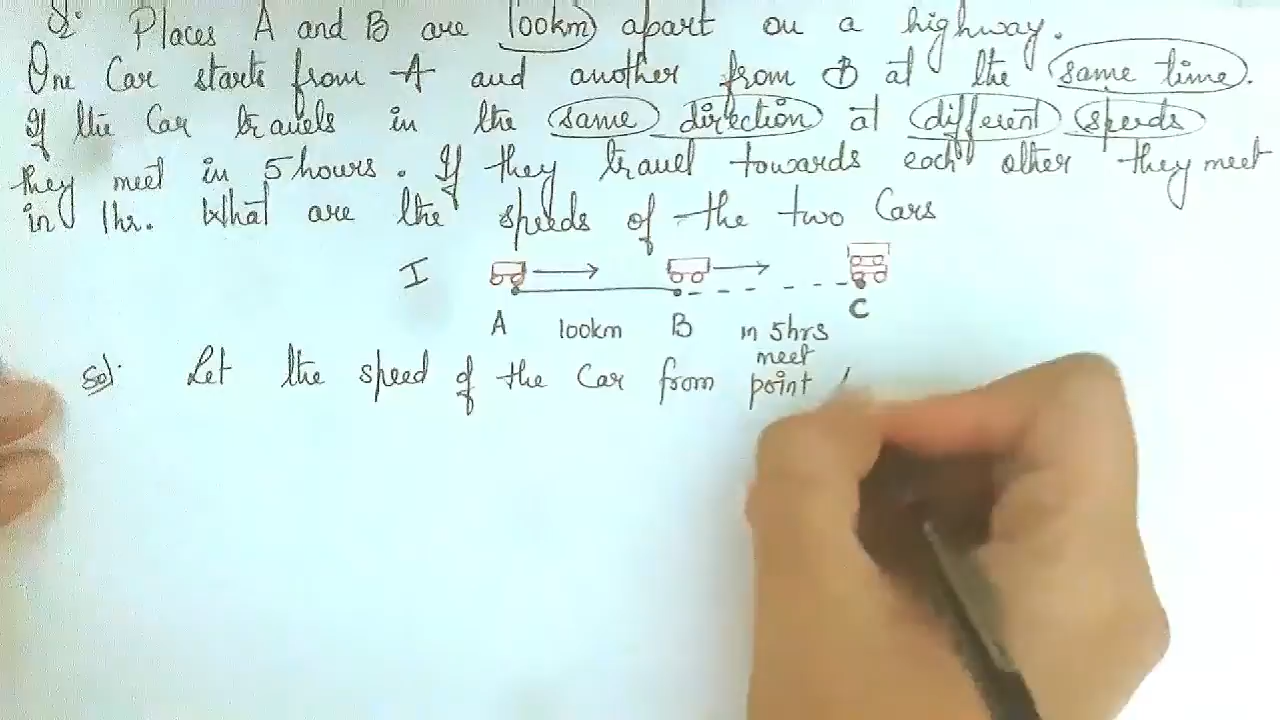 Q: Places A and B are 100km apart on a highway.
One Car starts from A and another from B at the same time.
If the Car travels in the same direction at different speeds
they meet in 5 hours. If they travel towards each other they meet
in 1hr. What are the speeds of the two Cars
I
A 100km B in 5hrs C
meet
point
Sol: Let the speed of the Car from